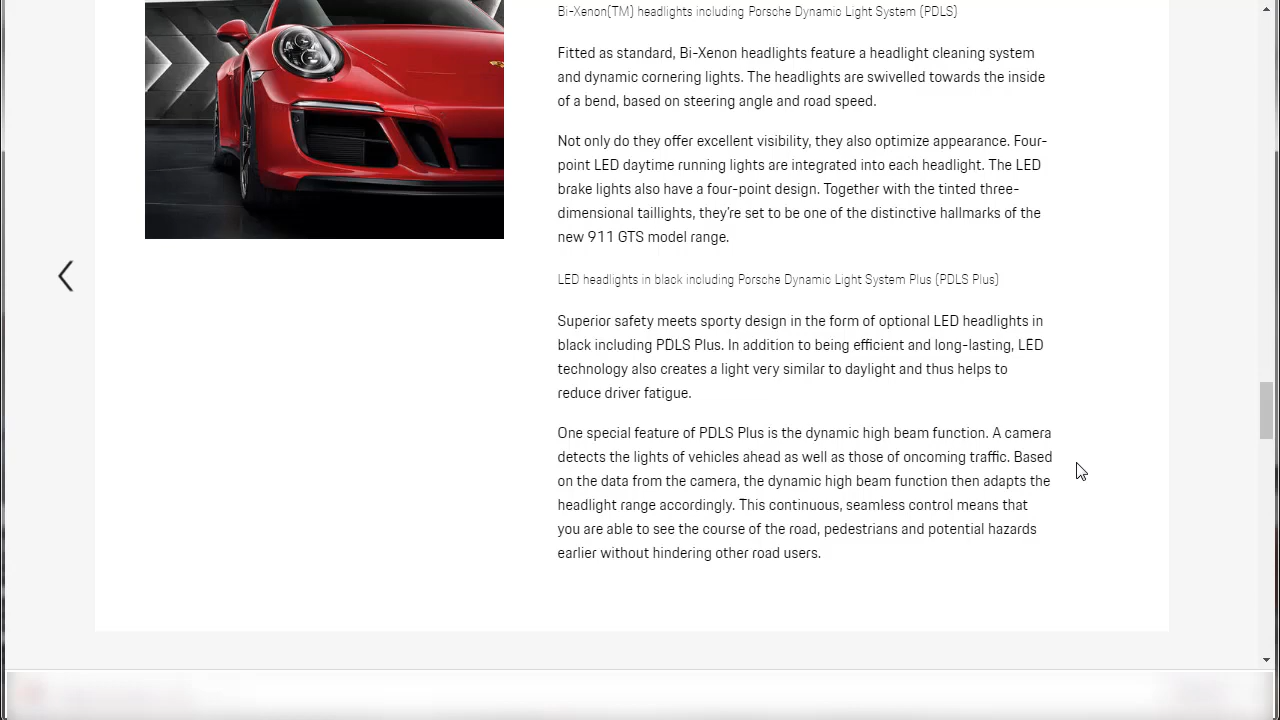 Bi-Xenon(TM) headlights including Porsche Dynamic Light System (PDLS)
Fitted as standard, Bi-Xenon headlights feature a headlight cleaning system
and dynamic cornering lights. The headlights are swivelled towards the inside
of a bend, based on steering angle and road speed.
Not only do they offer excellent visibility, they also optimize appearance. Four-
point LED daytime running lights are integrated into each headlight. The LED
brake lights also have a four-point design. Together with the tinted three-
dimensional taillights, they're set to be one of the distinctive hallmarks of the
new 911 GTS model range.
LED headlights in black including Porsche Dynamic Light System Plus (PDLS Plus)
Superior safety meets sporty design in the form of optional LED headlights in
black including PDLS Plus. In addition to being efficient and long-lasting, LED
technology also creates a light very similar to daylight and thus helps to
reduce driver fatigue.
One special feature of PDLS Plus is the dynamic high beam function. A camera
detects the lights of vehicles ahead as well as those of oncoming traffic. Based
on the data from the camera, the dynamic high beam function then adapts the
headlight range accordingly. This continuous, seamless control means that
you are able to see the course of the road, pedestrians and potential hazards
earlier without hindering other road users.